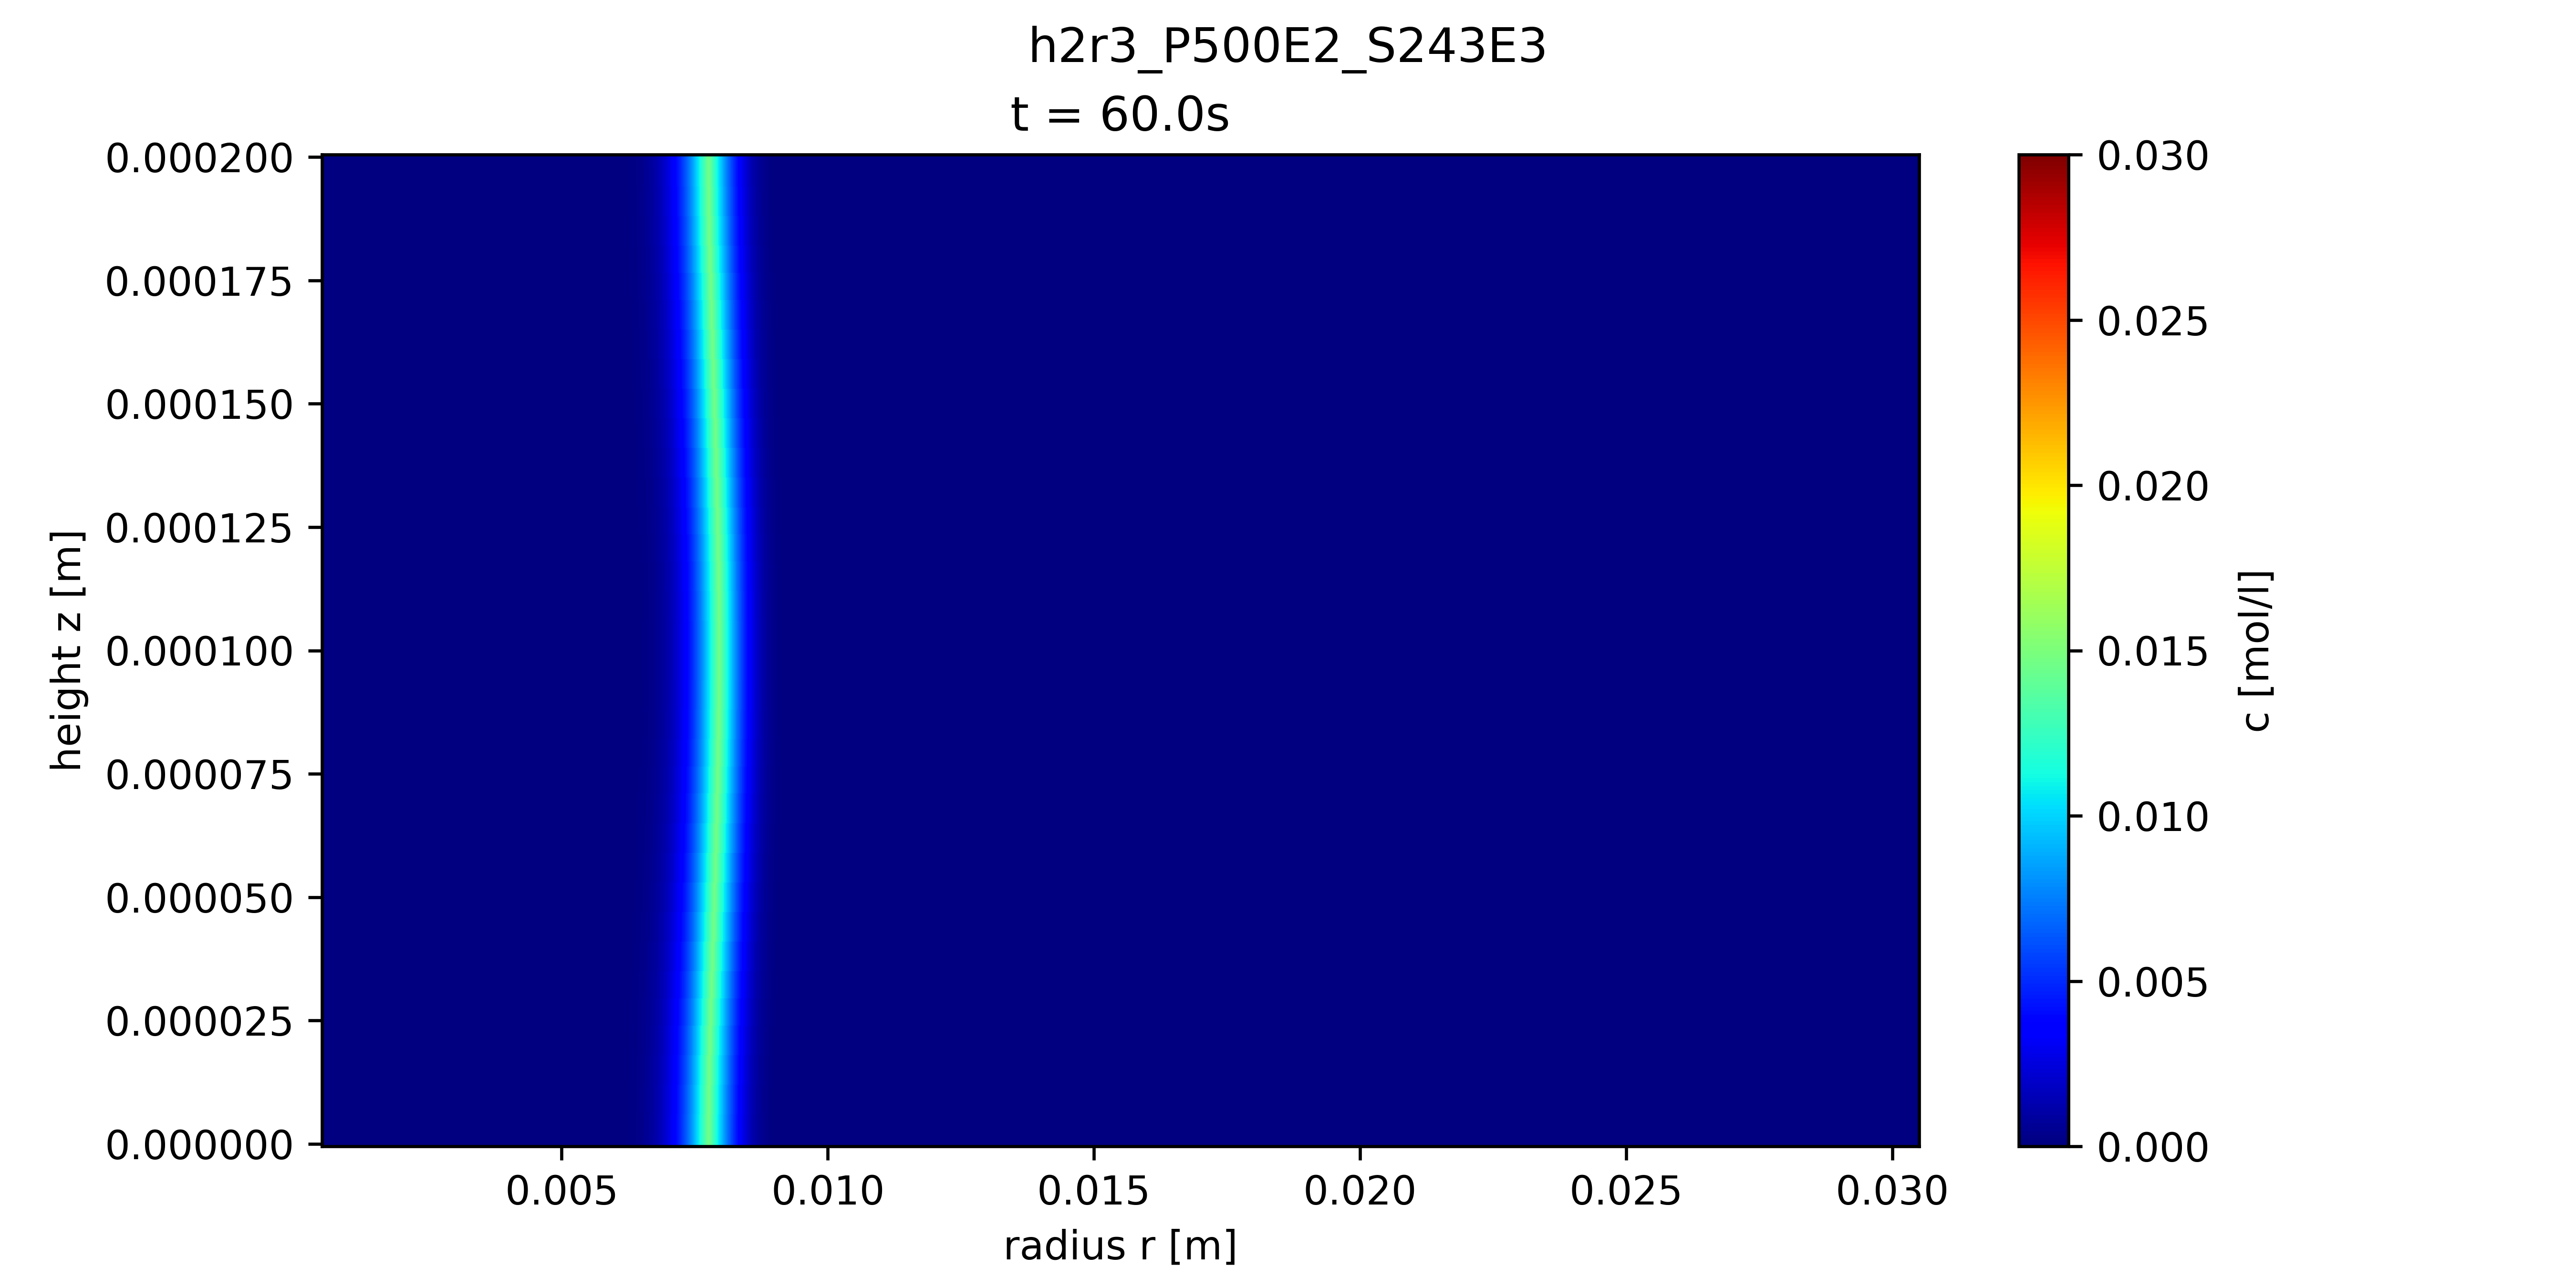 h2r3_P500E2_S243E3
t = 60.0s
0.000200
0.000175
0.000150
0.000125
0.000100
0.000075
0.000050
0.000025
0.000000
height z [m]
0.005 0.010 0.015 0.020 0.025 0.030
radius r [m]
0.030
0.025
0.020
0.015
0.010
0.005
0.000
c [mol/l]